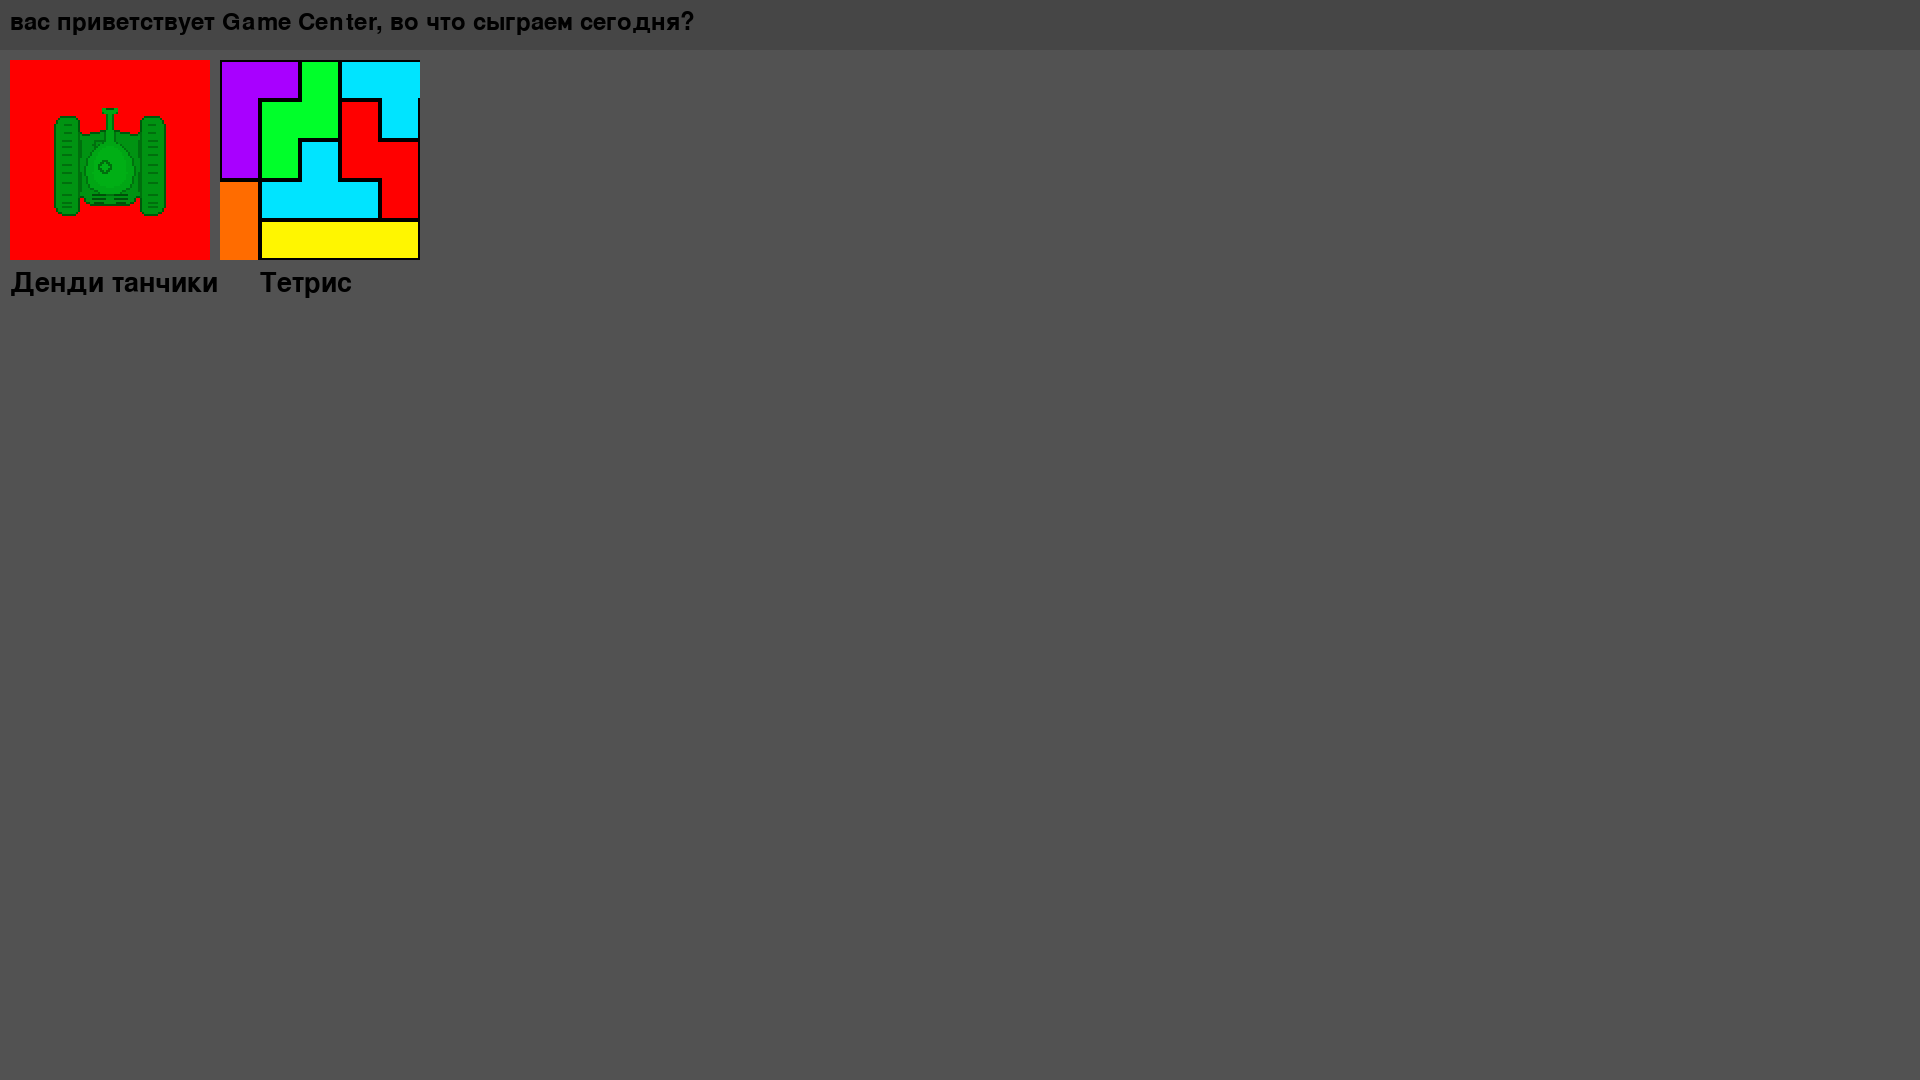 вас приветствует Game Center, во что сыграем сегодня?
Денди танчики
Тетрис